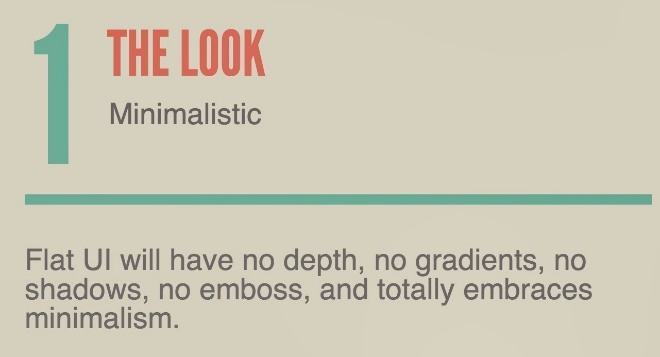 1
THE LOOK
Minimalistic
Flat UI will have no depth, no gradients, no
shadows, no emboss, and totally embraces
minimalism.